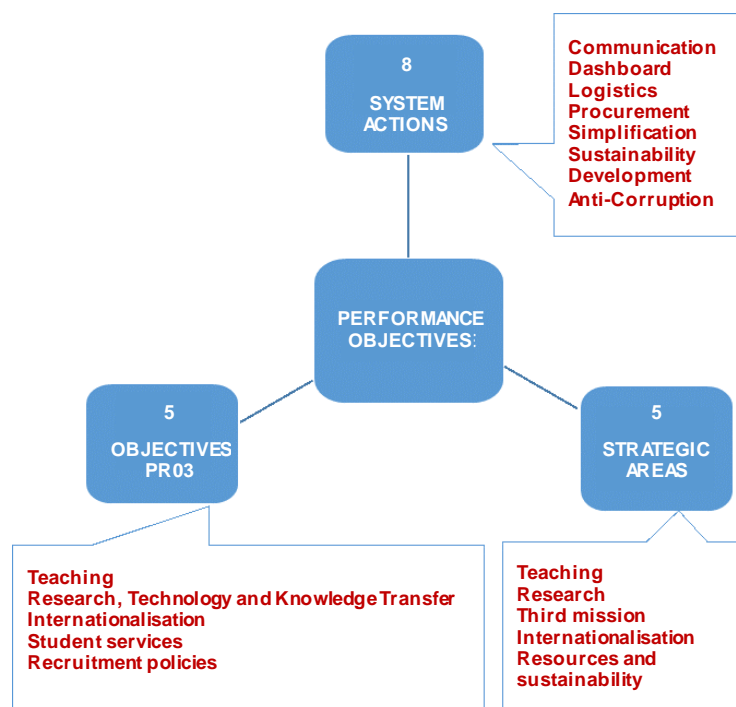 8
SYSTEM
ACTIONS
Communication
Dashboard
Logistics
Procurement
Simplification
Sustainability
Development
Anti-Corruption
PERFORMANCE
OBJECTIVES:
5
OBJECTIVES
PR03
5
STRATEGIC
AREAS
Teaching
Research, Technology and Knowledge Transfer
Internationalisation
Student services
Recruitment policies
Teaching
Research
Third mission
Internationalisation
Resources and
sustainability